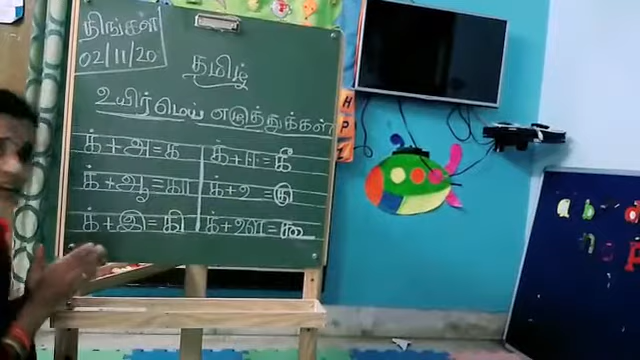 திங்கள்
02/11/20
தமிழ்
உயிர்மெய் எழுத்துக்கள்
க்+அ=க
க்+ஈ=கீ
க்+ஆ=கா
க்+உ=கு
க்+இ=கி
க்+ஊ=கூ